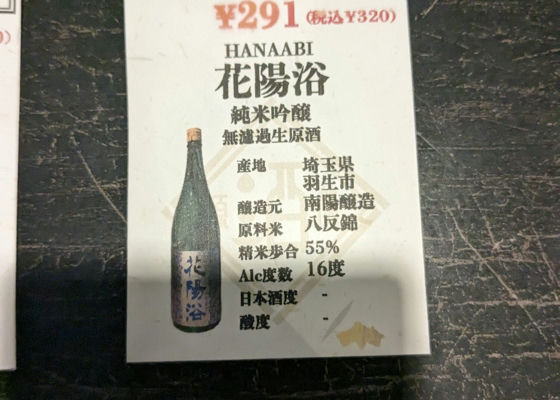 ¥291(税込¥320)
HANAABI
花陽浴
純米吟醸
無濾過生原酒
産地 埼玉県
羽生市
醸造元 南陽醸造
原料米 八反錦
精米歩合 55%
Alc度数 16度
日本酒度 -
酸度 -
花陽浴